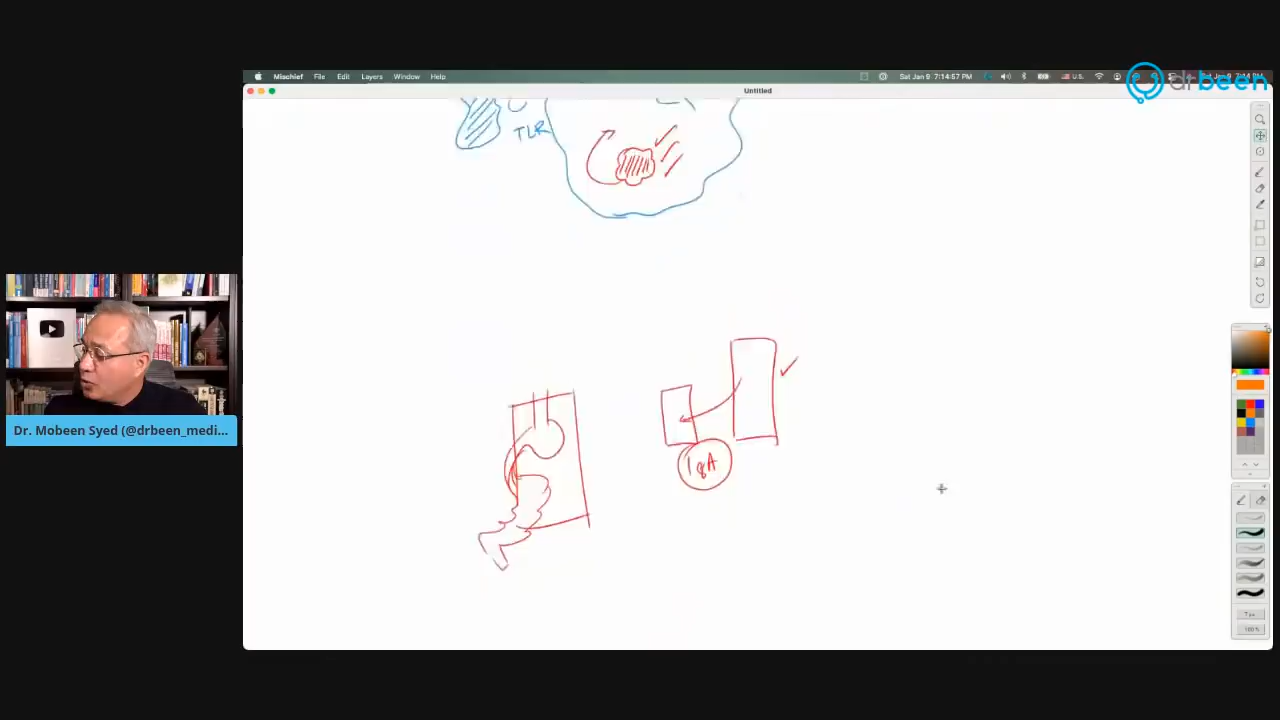 Mischief File Edit Layers Window Help
Sat Jan 9 7:14:57 PM
U.S.
drbeen
Untitled
TLR
IgA
Dr. Mobeen Syed (@drbeen_medi...
100%